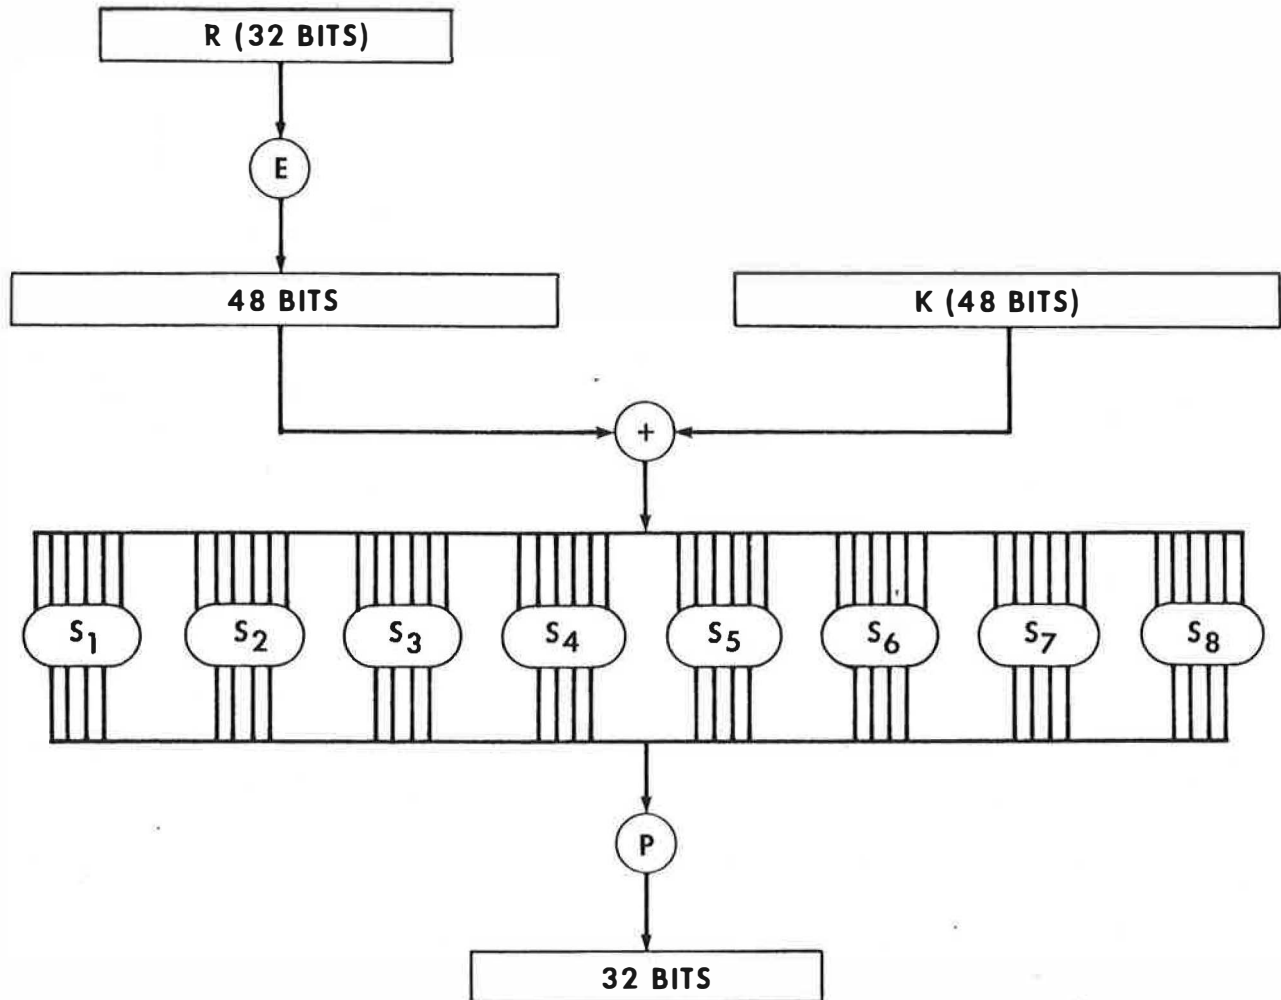 R (32 BITS)
E
48 BITS
K (48 BITS)
+
S1 S2 S3 S4 S5 S6 S7 S8
P
32 BITS